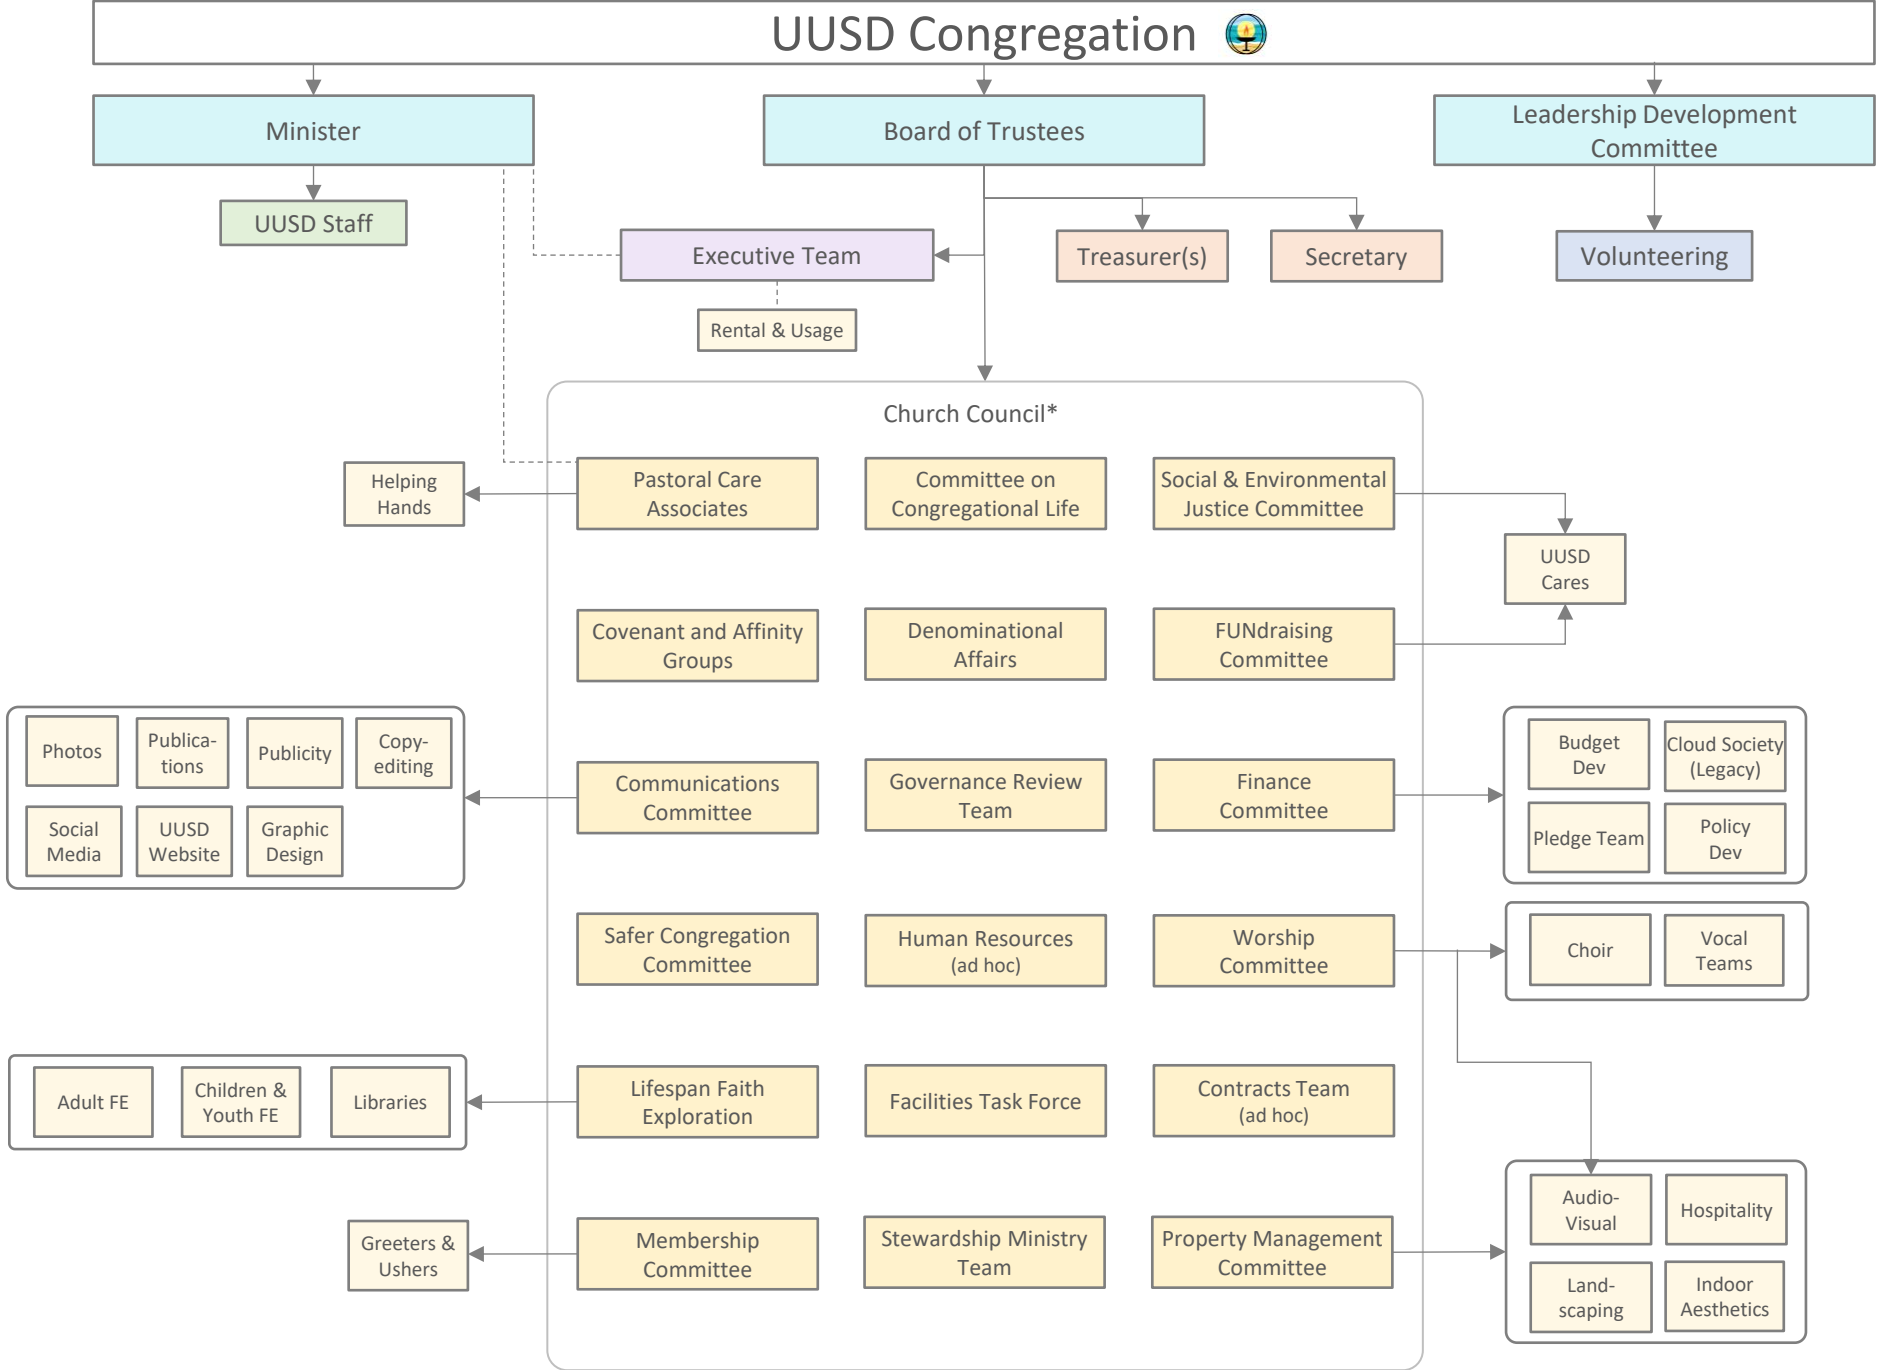 UUSD Congregation
Minister
Board of Trustees
Leadership Development
Committee
UUSD Staff
Executive Team
Treasurer(s)
Secretary
Volunteering
Rental & Usage
Church Council*
Helping
Hands
Pastoral Care
Associates
Committee on
Congregational Life
Social & Environmental
Justice Committee
UUSD
Cares
Covenant and Affinity
Groups
Denominational
Affairs
FUNdraising
Committee
Photos
Publica-
tions
Publicity
Copy-
editing
Social
Media
UUSD
Website
Graphic
Design
Communications
Committee
Governance Review
Team
Finance
Committee
Budget
Dev
Cloud Society
(Legacy)
Pledge Team
Policy
Dev
Safer Congregation
Committee
Human Resources
(ad hoc)
Worship
Committee
Choir
Vocal
Teams
Adult FE
Children &
Youth FE
Libraries
Lifespan Faith
Exploration
Facilities Task Force
Contracts Team
(ad hoc)
Greeters &
Ushers
Membership
Committee
Stewardship Ministry
Team
Property Management
Committee
Audio-
Visual
Hospitality
Land-
scaping
Indoor
Aesthetics